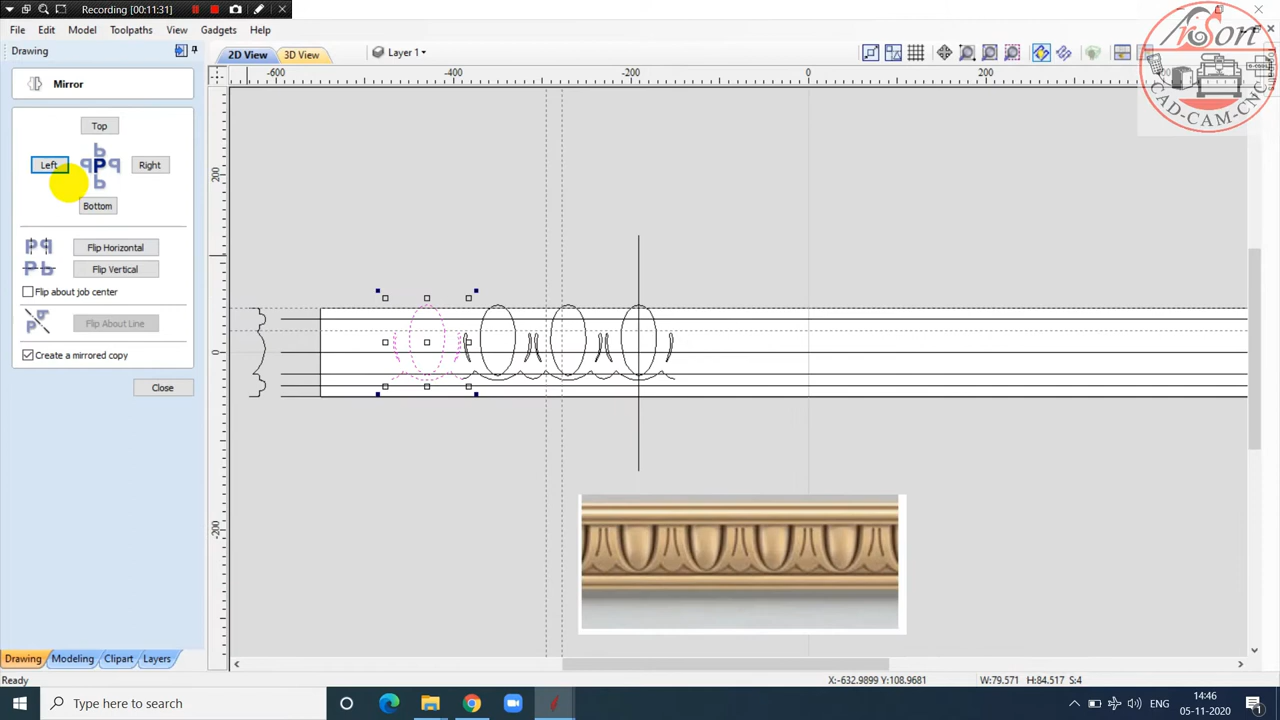 Recording [00:11:31]
File Edit Model Toolpaths View Gadgets Help
Drawing
2D View 3D View Layer 1
Mirror
-600 -400 -200 0 200
Top
Left Right
Bottom
Flip Horizontal
Flip Vertical
Flip about job center
Flip About Line
Create a mirrored copy
Close
200
0
-200
CAD-CAM-CNC
Drawing Modeling Clipart Layers
Ready
X:-632.9899 Y:108.9681 W:79.571 H:84.517 S:4
Type here to search
ENG
14:46
05-11-2020